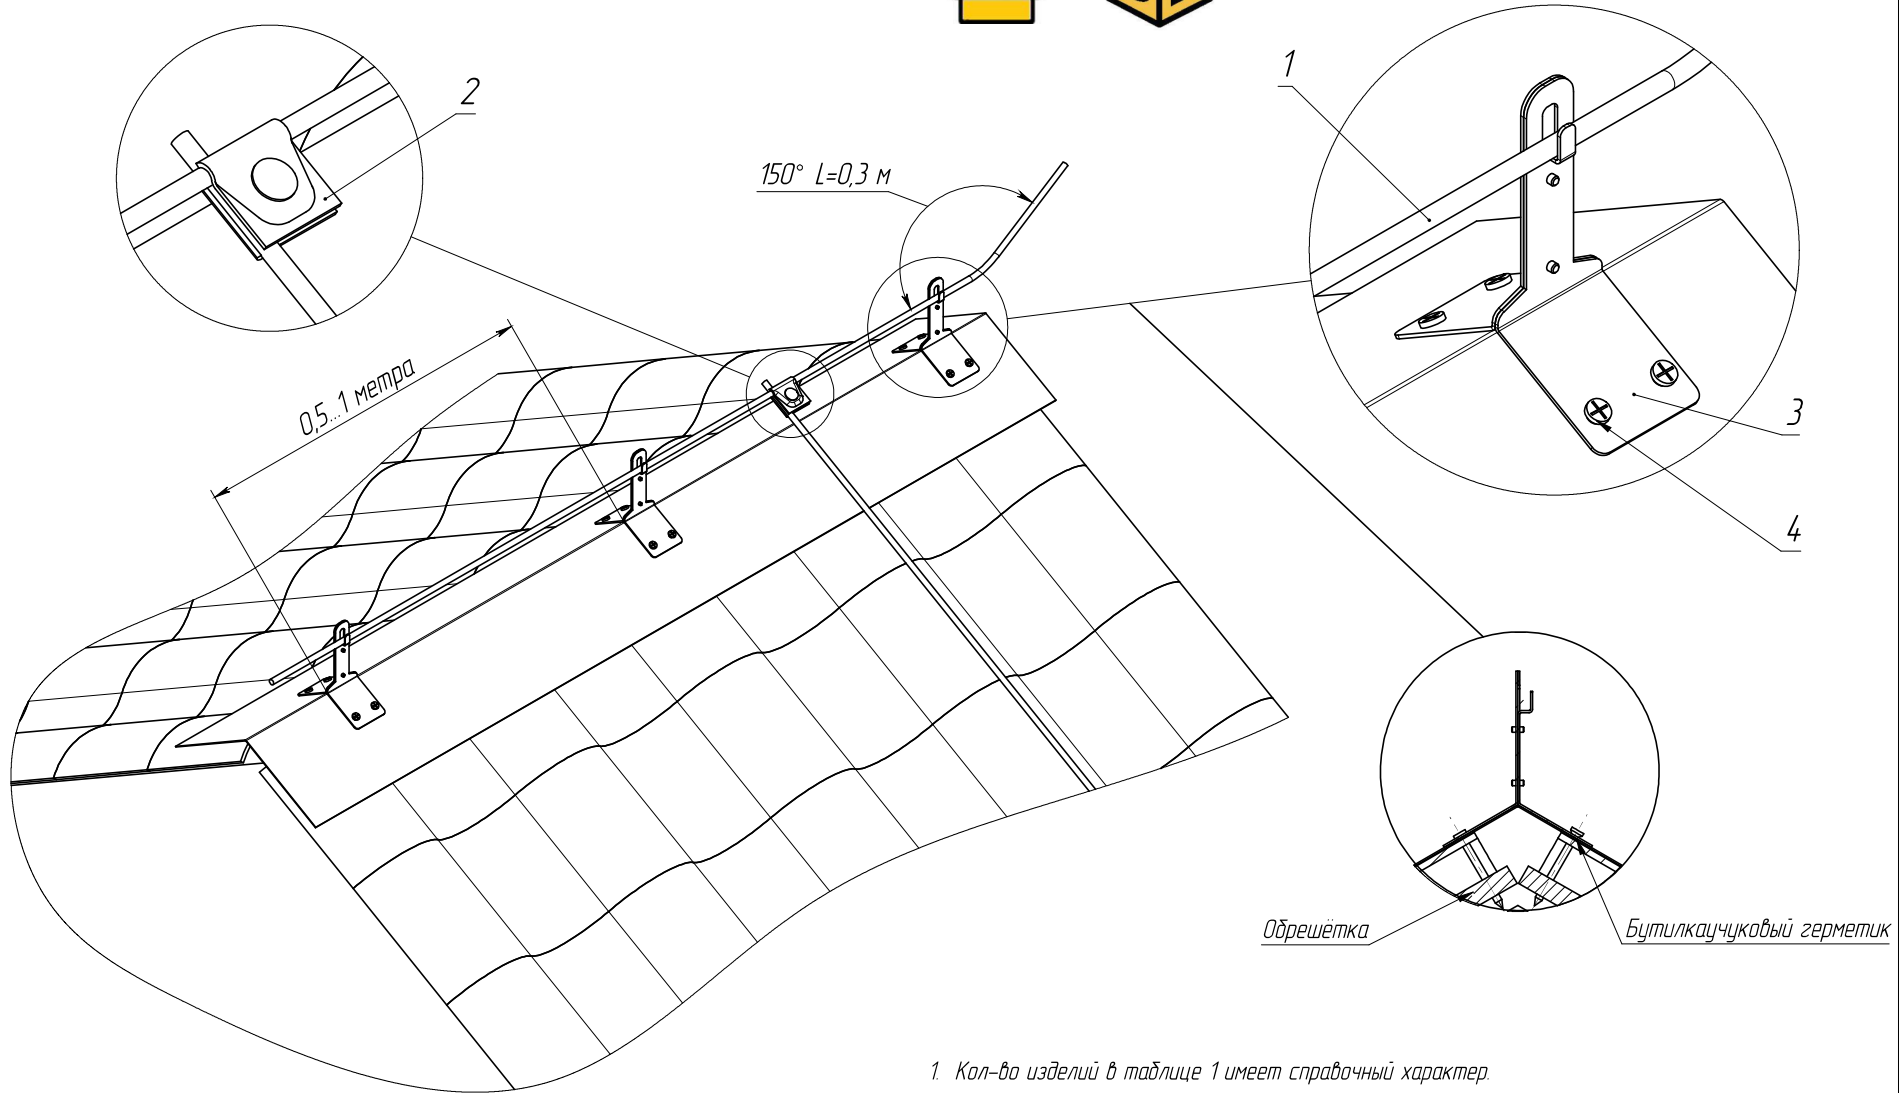 1
2
150° L=0,3 м
0,5...1 метра
3
4
Обрешётка
Бутилкаучуковый герметик
1. Кол-во изделий в таблице 1 имеет справочный характер.